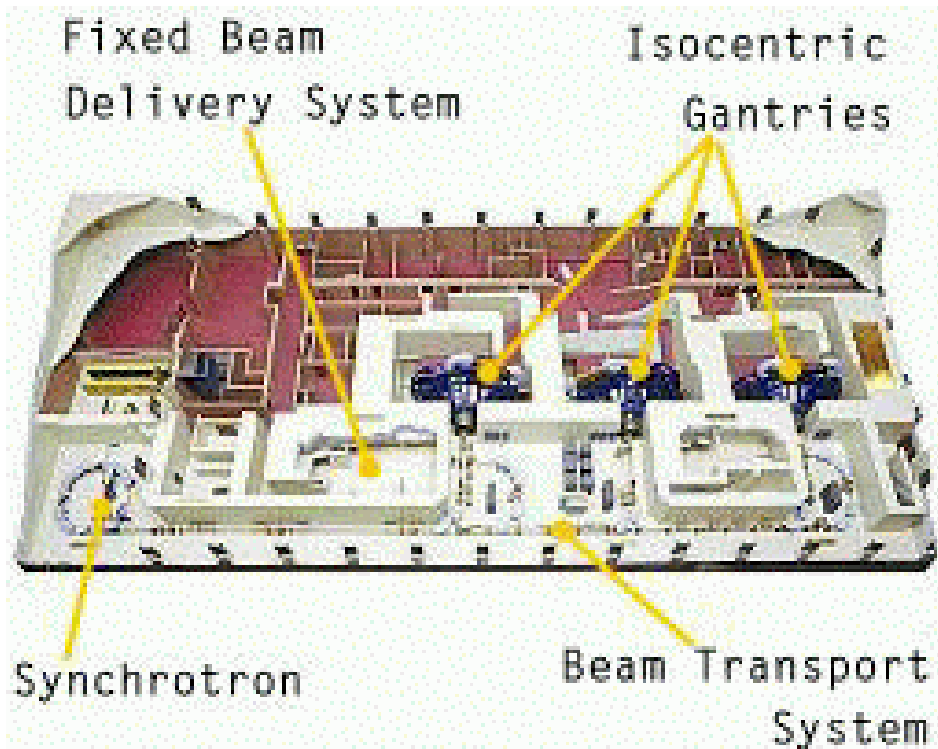 Fixed Beam
Delivery System
Isocentric
Gantries
Synchrotron
Beam Transport
System